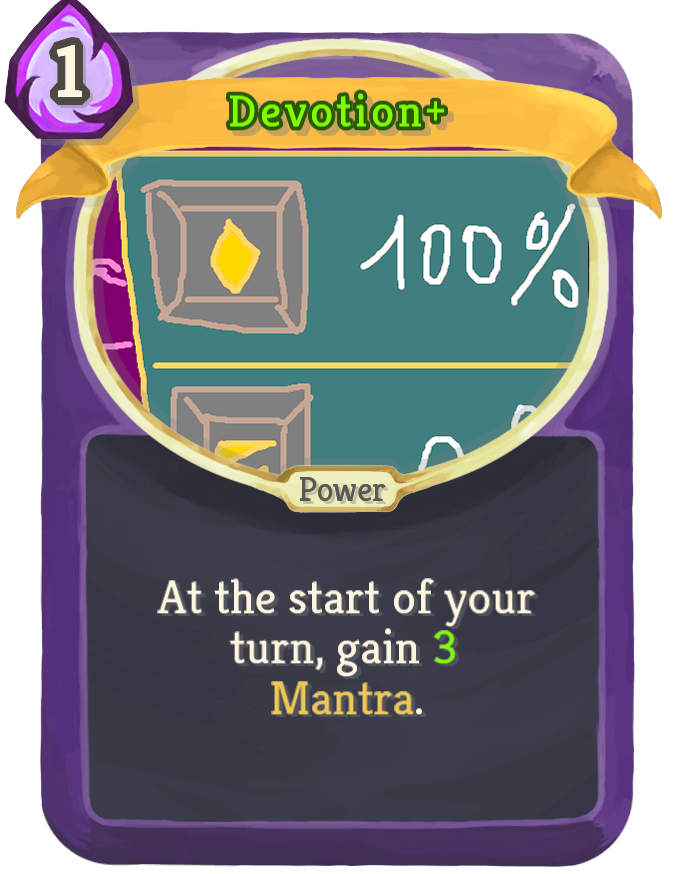 1
Devotion+
100%
Power
At the start of your
turn, gain 3
Mantra.